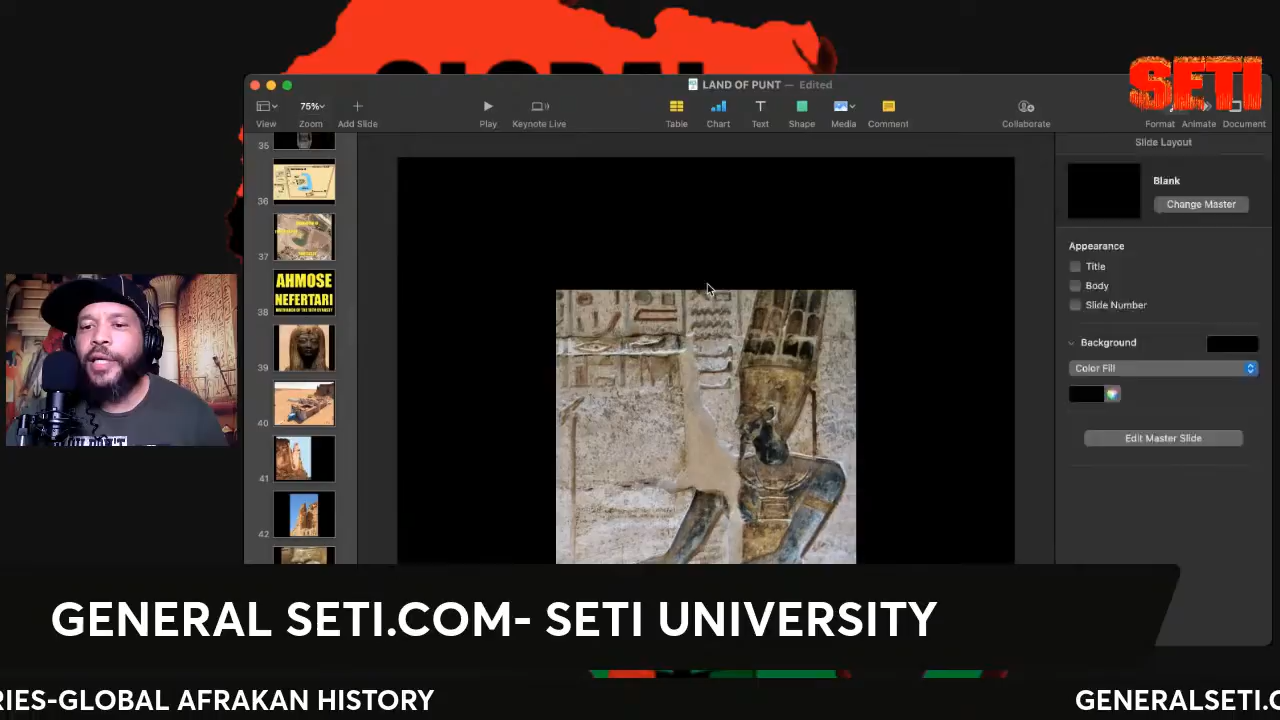 GLOBAL
SETI
LAND OF PUNT — Edited
View
75%
Zoom
Add Slide
Play
Keynote Live
Table
Chart
Text
Shape
Media
Comment
Collaborate
Format
Animate
Document
Slide Layout
Blank
Change Master
Appearance
Title
Body
Slide Number
Background
Color Fill
Edit Master Slide
35
36
37
38
AHMOSE
NEFERTARI
39
40
41
42
GENERAL SETI.COM- SETI UNIVERSITY
RIES-GLOBAL AFRAKAN HISTORY
GENERALSETI.C